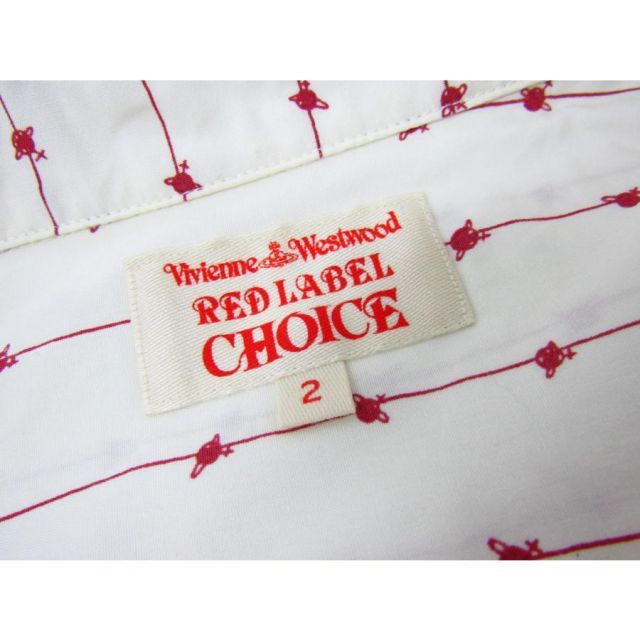 Vivienne Westwood
RED LABEL
CHOICE
2